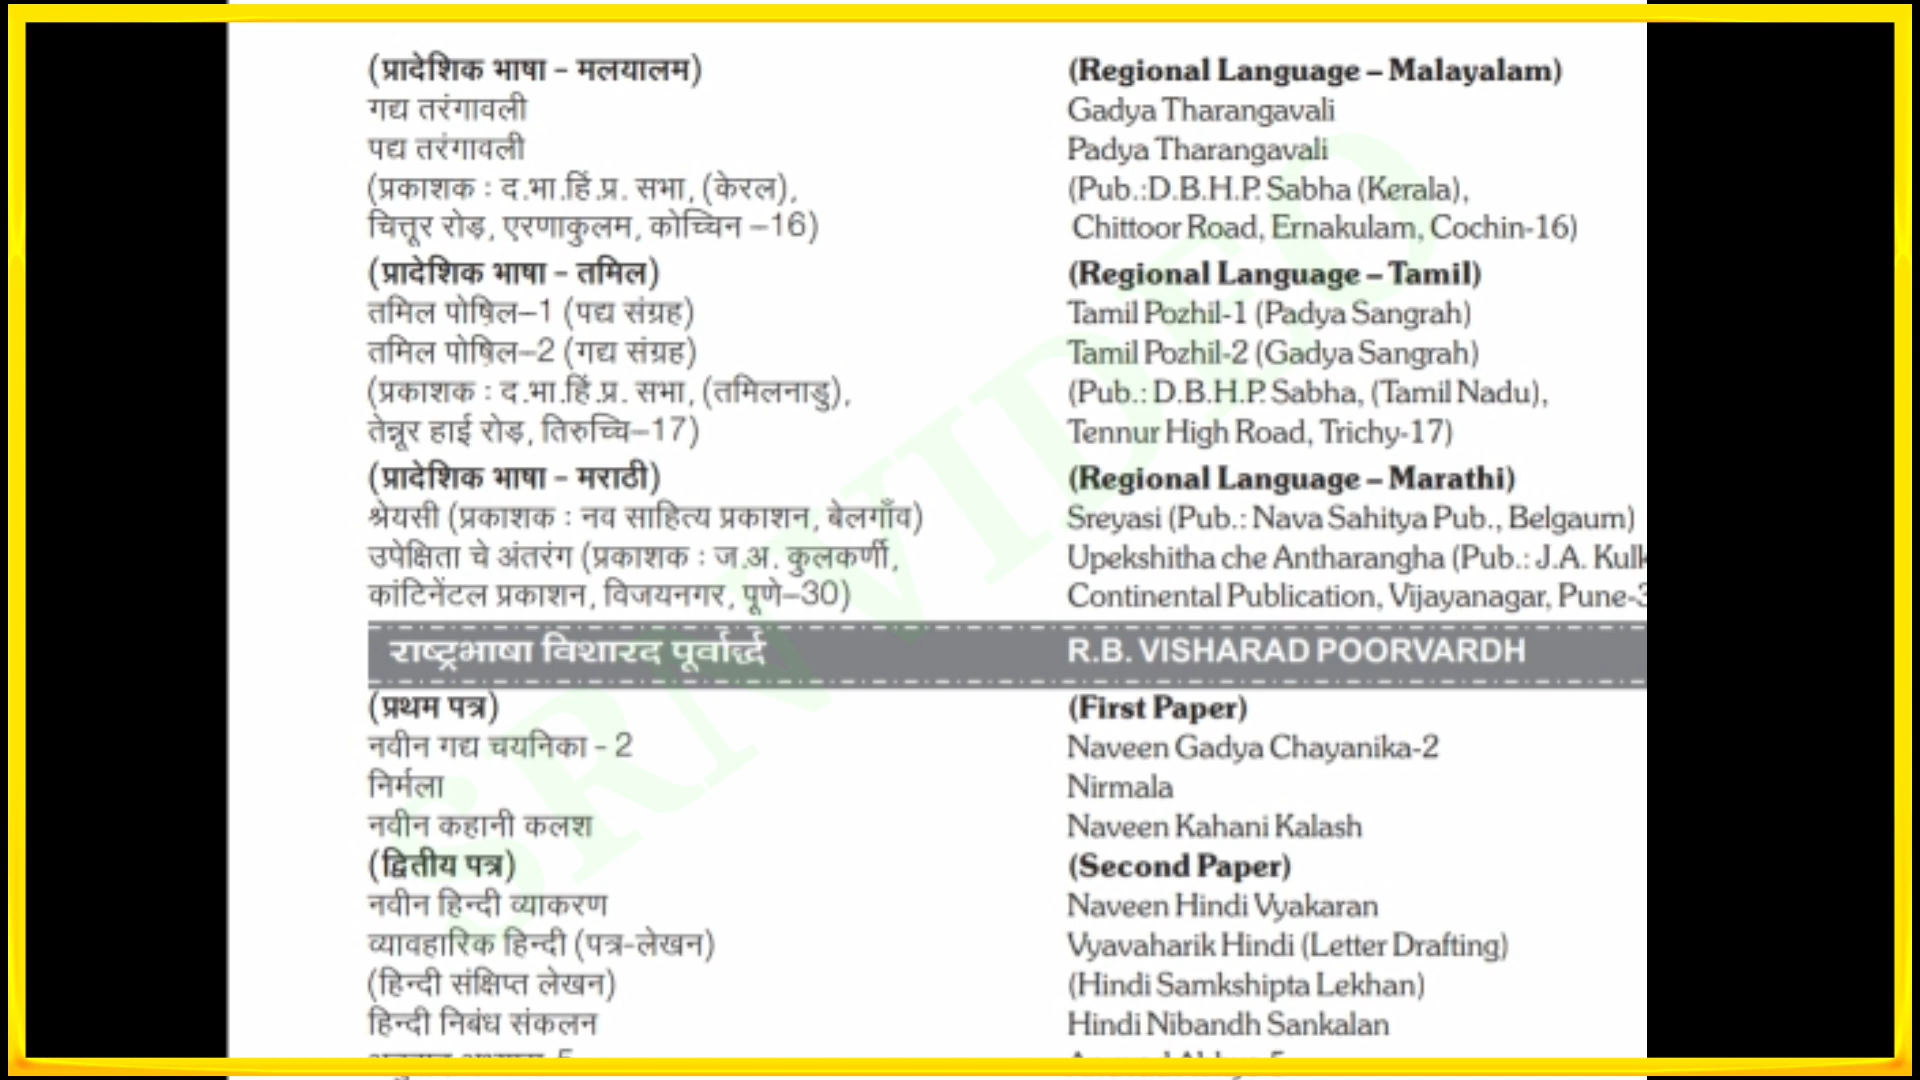 (प्रादेशिक भाषा - मलयालम) (Regional Language – Malayalam)
गद्य तरंगावली Gadya Tharangavali
पद्य तरंगावली Padya Tharangavali
(प्रकाशक : द.भा.हिं.प्र. सभा, (केरल), (Pub.:D.B.H.P. Sabha (Kerala),
चित्तूर रोड़, एरणाकुलम, कोच्चिन –16) Chittoor Road, Ernakulam, Cochin-16)
(प्रादेशिक भाषा - तमिल) (Regional Language – Tamil)
तमिल पोष़िल–1 (पद्य संग्रह) Tamil Pozhil-1 (Padya Sangrah)
तमिल पोष़िल–2 (गद्य संग्रह) Tamil Pozhil-2 (Gadya Sangrah)
(प्रकाशक : द.भा.हिं.प्र. सभा, (तमिलनाडु), (Pub.: D.B.H.P. Sabha, (Tamil Nadu),
तेन्नूर हाई रोड़, तिरुच्चि–17) Tennur High Road, Trichy-17)
(प्रादेशिक भाषा - मराठी) (Regional Language – Marathi)
श्रेयसी (प्रकाशक : नव साहित्य प्रकाशन, बेलगाँव) Sreyasi (Pub.: Nava Sahitya Pub., Belgaum)
उपेक्षिता चे अंतरंग (प्रकाशक : ज.अ. कुलकर्णी, Upekshitha che Antharangha (Pub.: J.A.
कांटिनेंटल प्रकाशन, विजयनगर, पूणे–30) Continental Publication, Vijayanagar,
राष्ट्रभाषा विशारद पूर्वार्द्ध R.B. VISHARAD POORVARDH
(प्रथम पत्र) (First Paper)
नवीन गद्य चयनिका - 2 Naveen Gadya Chayanika-2
निर्मला Nirmala
नवीन कहानी कलश Naveen Kahani Kalash
(द्वितीय पत्र) (Second Paper)
नवीन हिन्दी व्याकरण Naveen Hindi Vyakaran
व्यावहारिक हिन्दी (पत्र-लेखन) Vyavaharik Hindi (Letter Drafting)
(हिन्दी संक्षिप्त लेखन) (Hindi Samkshipta Lekhan)
हिन्दी निबंध संकलन Hindi Nibandh Sankalan